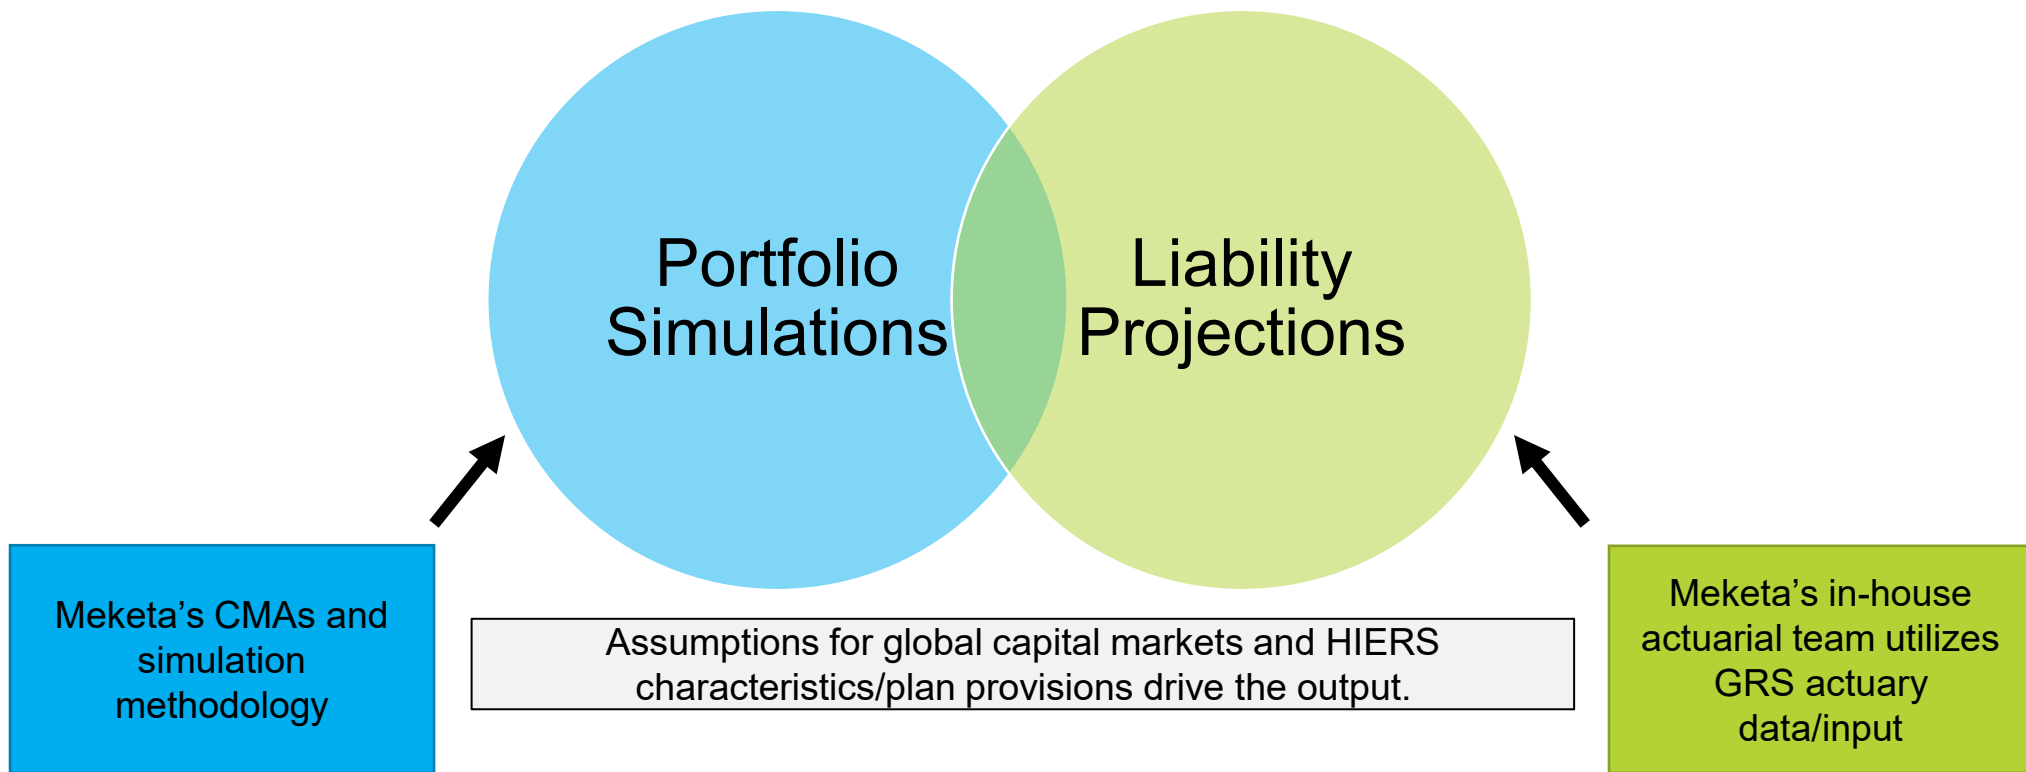 Portfolio
Simulations
Liability
Projections
Meketa’s CMAs and
simulation
methodology
Assumptions for global capital markets and HIERS
characteristics/plan provisions drive the output.
Meketa’s in-house
actuarial team utilizes
GRS actuary
data/input